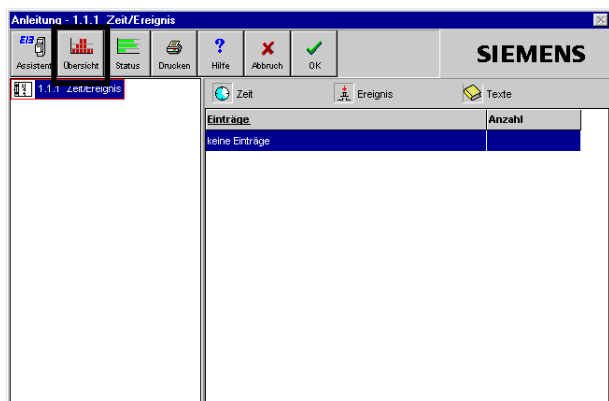 Anleitung - 1.1.1 Zeit/Ereignis
EIB
Assistent Übersicht Status Drucken Hilfe Abbruch OK
SIEMENS
1.1.1 Zeit/Ereignis
Zeit Ereignis Texte
Einträge Anzahl
keine Einträge